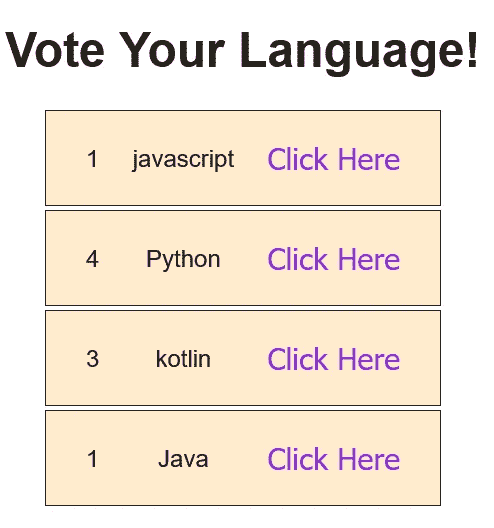 Vote Your Language!
1 javascript Click Here
4 Python Click Here
3 kotlin Click Here
1 Java Click Here